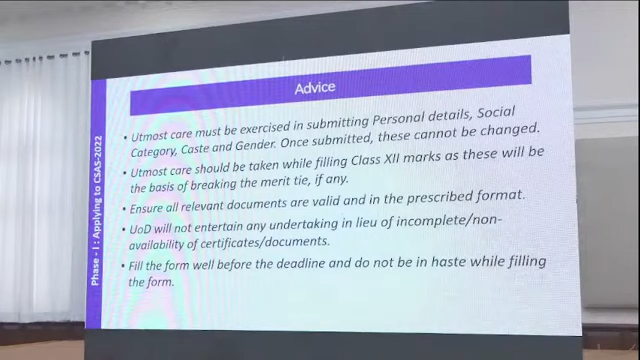 Advice
• Utmost care must be exercised in submitting Personal details, Social
Category, Caste and Gender. Once submitted, these cannot be changed.
• Utmost care should be taken while filling Class XII marks as these will be
the basis of breaking the merit tie, if any.
• Ensure all relevant documents are valid and in the prescribed format.
• UoD will not entertain any undertaking in lieu of incomplete/non-
availability of certificates/documents.
• Fill the form well before the deadline and do not be in haste while filling
the form.
Phase - I : Applying to CSAS-2022